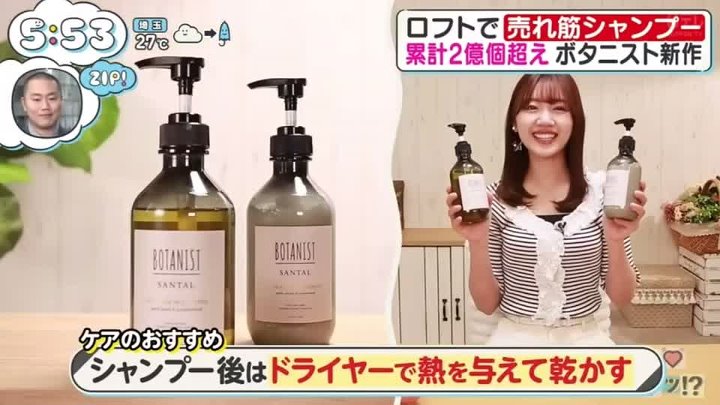 5:53
埼玉
27℃
ZIP!
ロフトで 売れ筋シャンプー
累計2億個超え ボタニスト新作
BOTANIST
SANTAL
BOTANIST
SANTAL
ケアのおすすめ
シャンプー後はドライヤーで熱を与えて乾かす
ッ!?